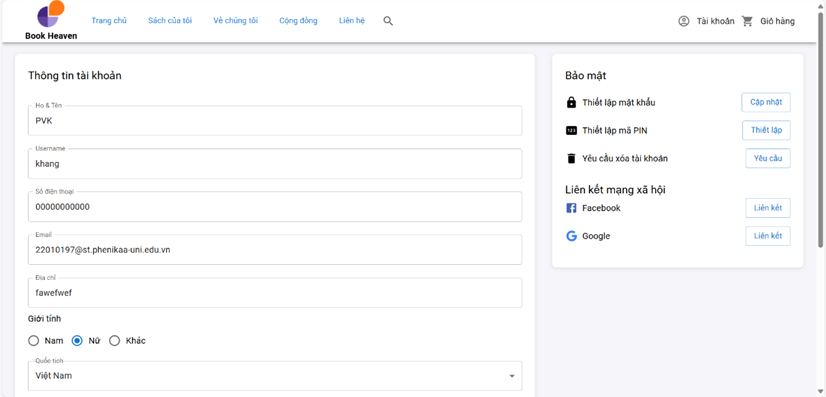 Book Heaven
Trang chủ
Sách của tôi
Về chúng tôi
Cộng đồng
Liên hệ
Tài khoản
Giỏ hàng
Thông tin tài khoản
Họ & Tên
PVK
Username
khang
Số điện thoại
00000000000
Email
22010197@st.phenikaa-uni.edu.vn
Địa chỉ
fawefwef
Giới tính
Nam Nữ Khác
Quốc tịch
Việt Nam
Bảo mật
Thiết lập mật khẩu Cập nhật
123 Thiết lập mã PIN Thiết lập
Yêu cầu xóa tài khoản Yêu cầu
Liên kết mạng xã hội
Facebook Liên kết
Google Liên kết